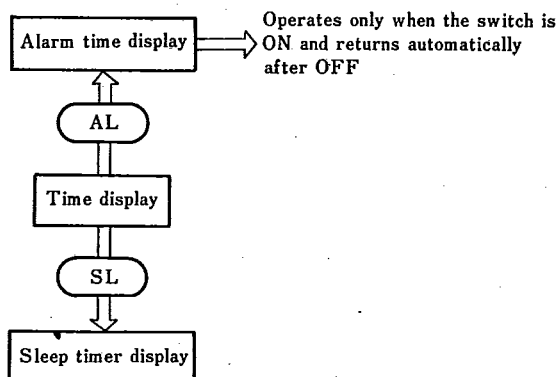 Alarm time display
Operates only when the switch is
ON and returns automatically
after OFF
AL
Time display
SL
Sleep timer display